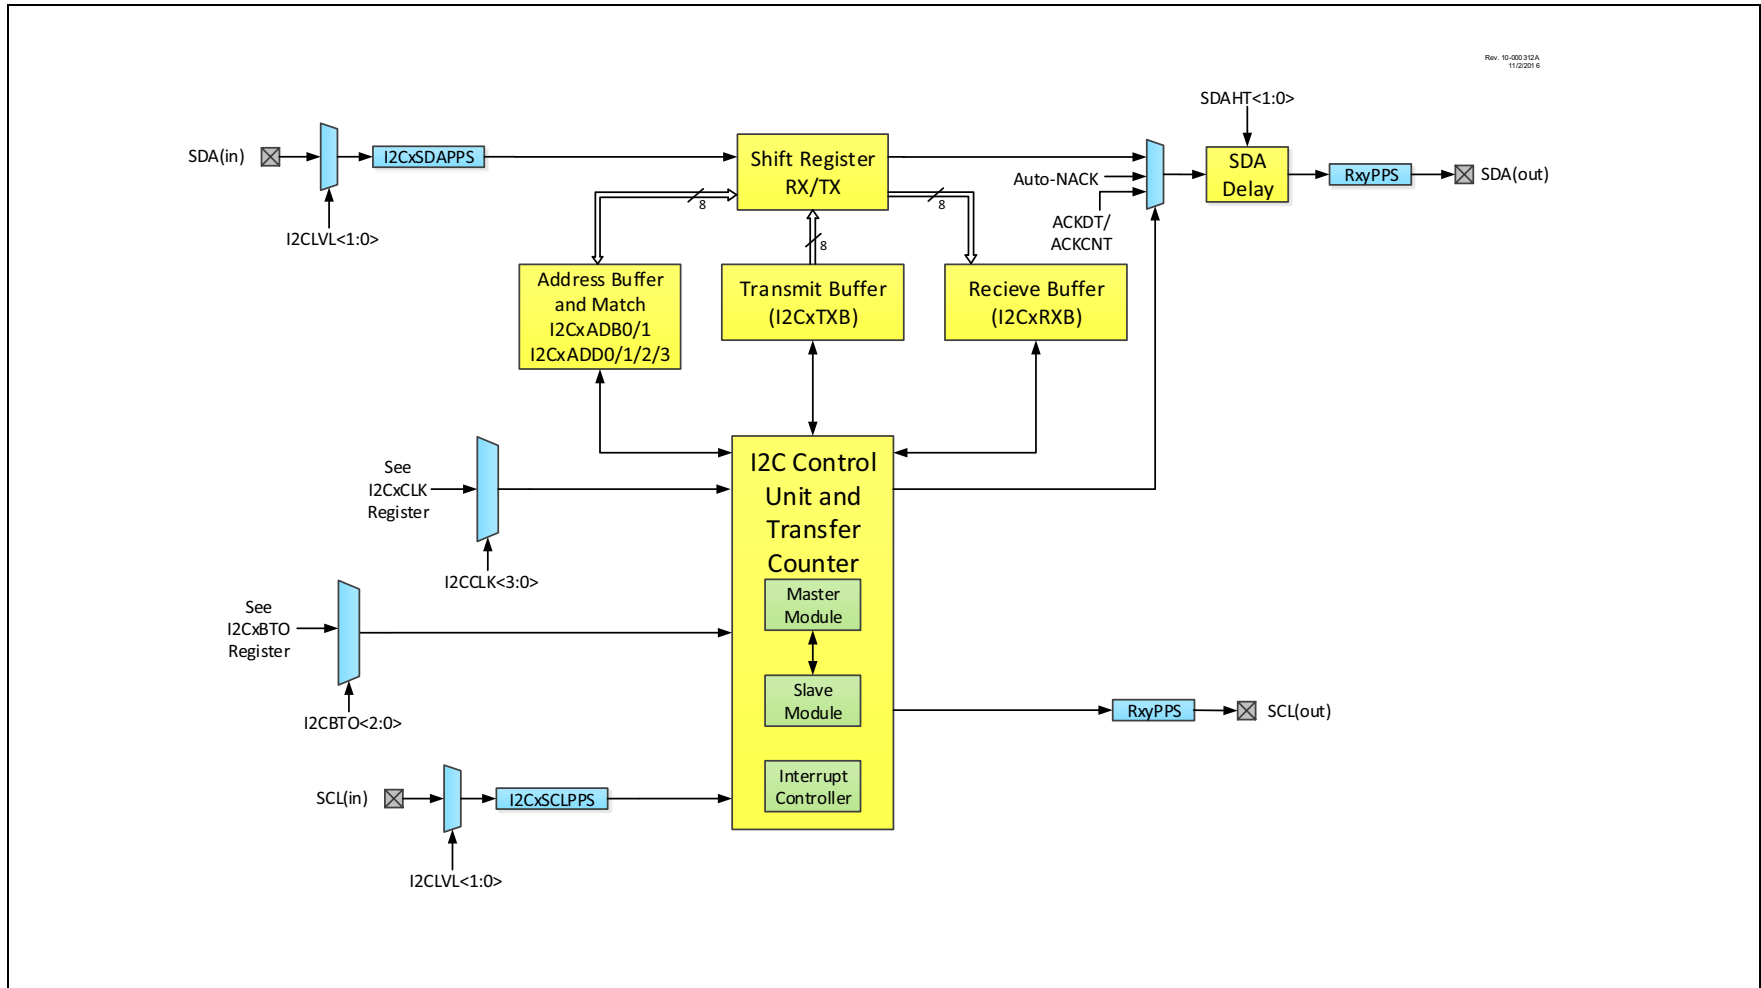 Rev. 10-000312A
11/2/2016
SDAHT<1:0>
SDA(in)
I2CxSDAPPS
Shift Register
RX/TX
Auto-NACK
SDA
Delay
RxyPPS
SDA(out)
I2CLVL<1:0>
8
8
8
ACKDT/
ACKCNT
Address Buffer
and Match
I2CxADB0/1
I2CxADD0/1/2/3
Transmit Buffer
(I2CxTXB)
Recieve Buffer
(I2CxRXB)
See
I2CxCLK
Register
I2CCLK<3:0>
I2C Control
Unit and
Transfer
Counter
Master
Module
See
I2CxBTO
Register
I2CBTO<2:0>
Slave
Module
RxyPPS
SCL(out)
Interrupt
Controller
SCL(in)
I2CxSCLPPS
I2CLVL<1:0>